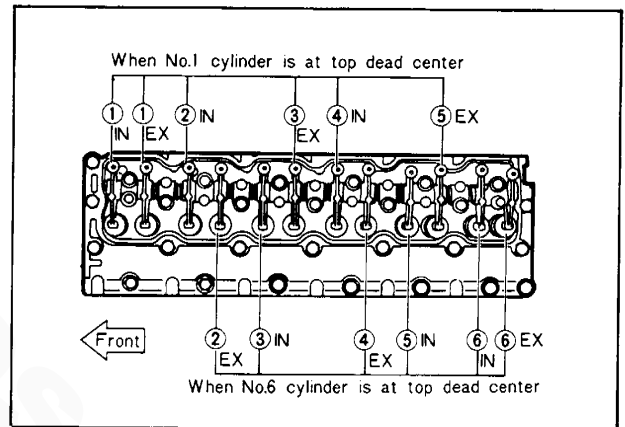 When No.1 cylinder is at top dead center
1 IN 1 EX 2 IN 3 EX 4 IN 5 EX
Front
2 EX 3 IN 4 EX 5 IN 6 IN 6 EX
When No.6 cylinder is at top dead center